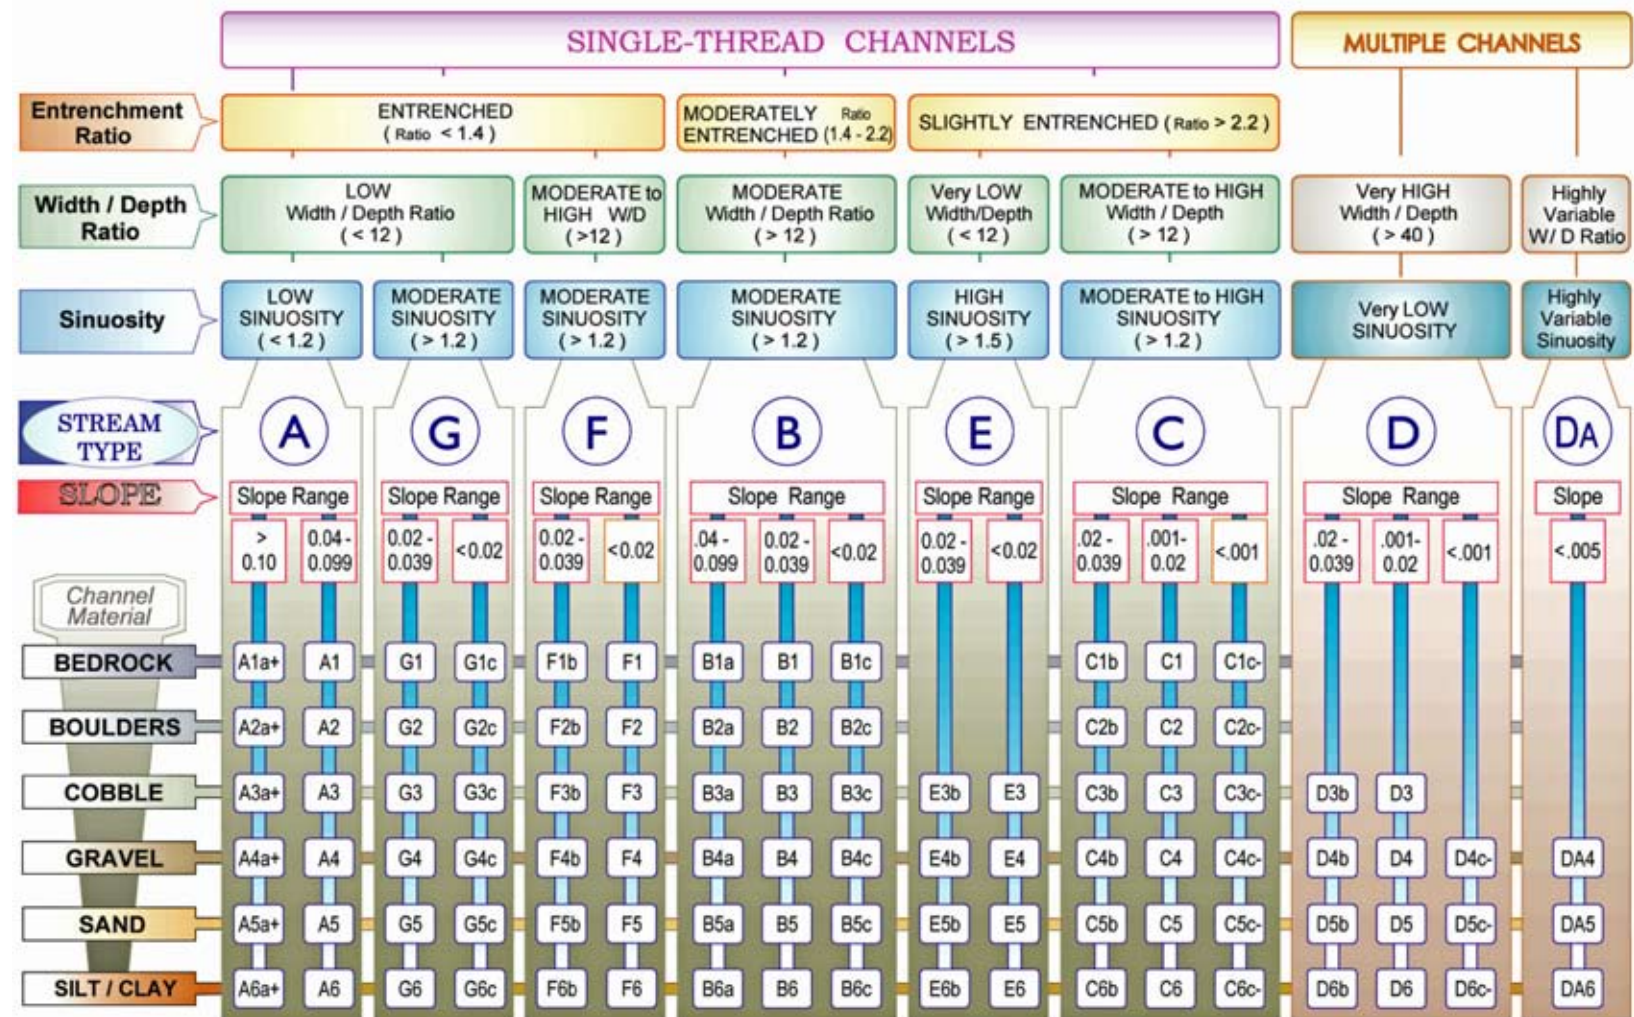 SINGLE-THREAD CHANNELS
MULTIPLE CHANNELS
Entrenchment
Ratio
ENTRENCHED
( Ratio < 1.4 )
MODERATELY Ratio
ENTRENCHED (1.4 - 2.2)
SLIGHTLY ENTRENCHED ( Ratio > 2.2 )
Width / Depth
Ratio
LOW
Width / Depth Ratio
( < 12 )
MODERATE to
HIGH W/D
( >12 )
MODERATE
Width / Depth Ratio
( > 12 )
Very LOW
Width/Depth
( < 12 )
MODERATE to HIGH
Width / Depth
( > 12 )
Very HIGH
Width / Depth
( > 40 )
Highly
Variable
W/ D Ratio
Sinuosity
LOW
SINUOSITY
( < 1.2 )
MODERATE
SINUOSITY
( > 1.2 )
MODERATE
SINUOSITY
( > 1.2 )
MODERATE
SINUOSITY
( > 1.2 )
HIGH
SINUOSITY
( > 1.5 )
MODERATE to HIGH
SINUOSITY
( > 1.2 )
Very LOW
SINUOSITY
Highly
Variable
Sinuosity
STREAM
TYPE
A G F B E C D DA
SLOPE
Slope Range Slope Range Slope Range Slope Range Slope Range Slope Range Slope Range Slope
>
0.10
0.04 -
0.099
0.02 -
0.039
<0.02
0.02 -
0.039
<0.02
.04 -
0.099
0.02 -
0.039
<0.02
0.02 -
0.039
<0.02
.02 -
0.039
.001-
0.02
<.001
.02 -
0.039
.001-
0.02
<.001
<.005
Channel
Material
BEDROCK A1a+ A1 G1 G1c F1b F1 B1a B1 B1c C1b C1 C1c-
BOULDERS A2a+ A2 G2 G2c F2b F2 B2a B2 B2c C2b C2 C2c-
COBBLE A3a+ A3 G3 G3c F3b F3 B3a B3 B3c E3b E3 C3b C3 C3c- D3b D3
GRAVEL A4a+ A4 G4 G4c F4b F4 B4a B4 B4c E4b E4 C4b C4 C4c- D4b D4 D4c- DA4
SAND A5a+ A5 G5 G5c F5b F5 B5a B5 B5c E5b E5 C5b C5 C5c- D5b D5 D5c- DA5
SILT / CLAY A6a+ A6 G6 G6c F6b F6 B6a B6 B6c E6b E6 C6b C6 C6c- D6b D6 D6c- DA6